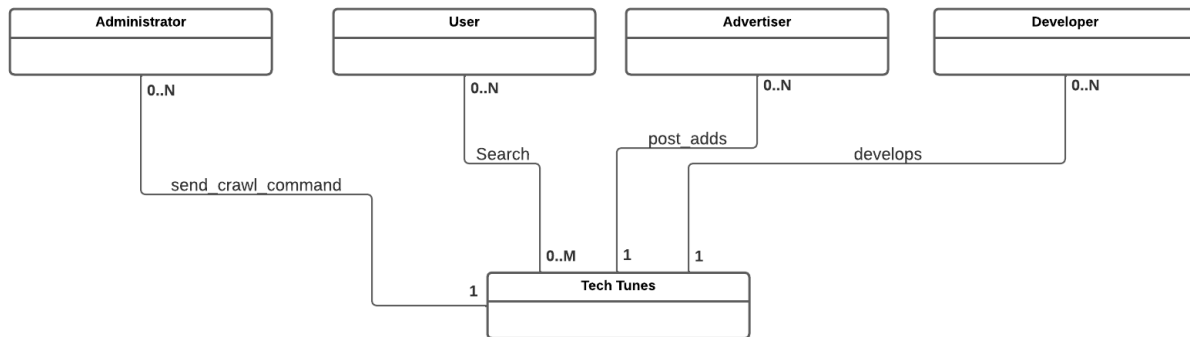 Administrator
User
Advertiser
Developer
0..N
0..N
0..N
0..N
post_adds
Search
develops
send_crawl_command
0..M
1
1
1
Tech Tunes